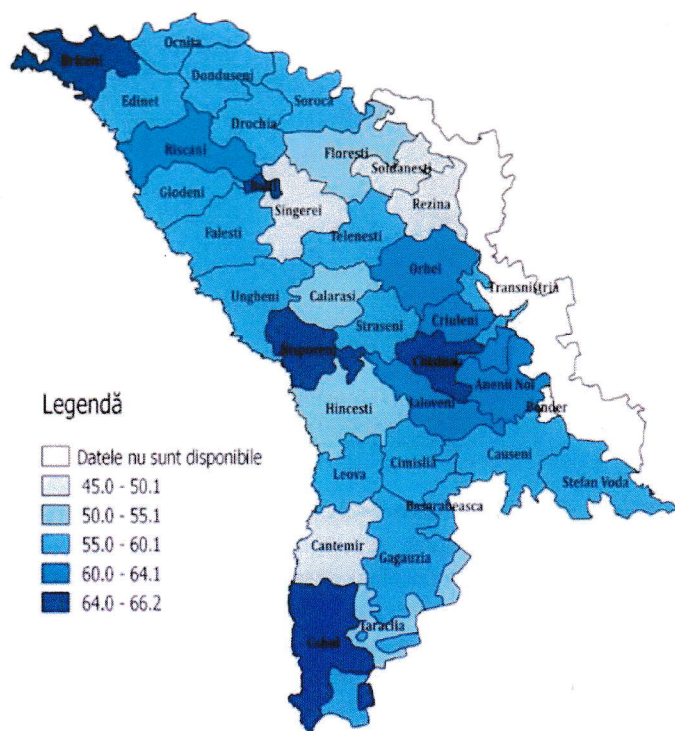 Ocnita
Briceni
Donduseni
Edinet
Soroca
Drochia
Floresti
Riscani
Soldanesti
Glodeni
Singerei
Rezina
Falesti
Telenesti
Orhei
Ungheni
Calarasi
Transnistria
Straseni
Criuleni
Anenii Noi
Ialoveni
Bender
Hincesti
Causeni
Cimislia
Leova
Stefan Voda
Basarabeasca
Cantemir
Gagauzia
Taraclia
Cahul
Legendă
Datele nu sunt disponibile
45.0 - 50.1
50.0 - 55.1
55.0 - 60.1
60.0 - 64.1
64.0 - 66.2